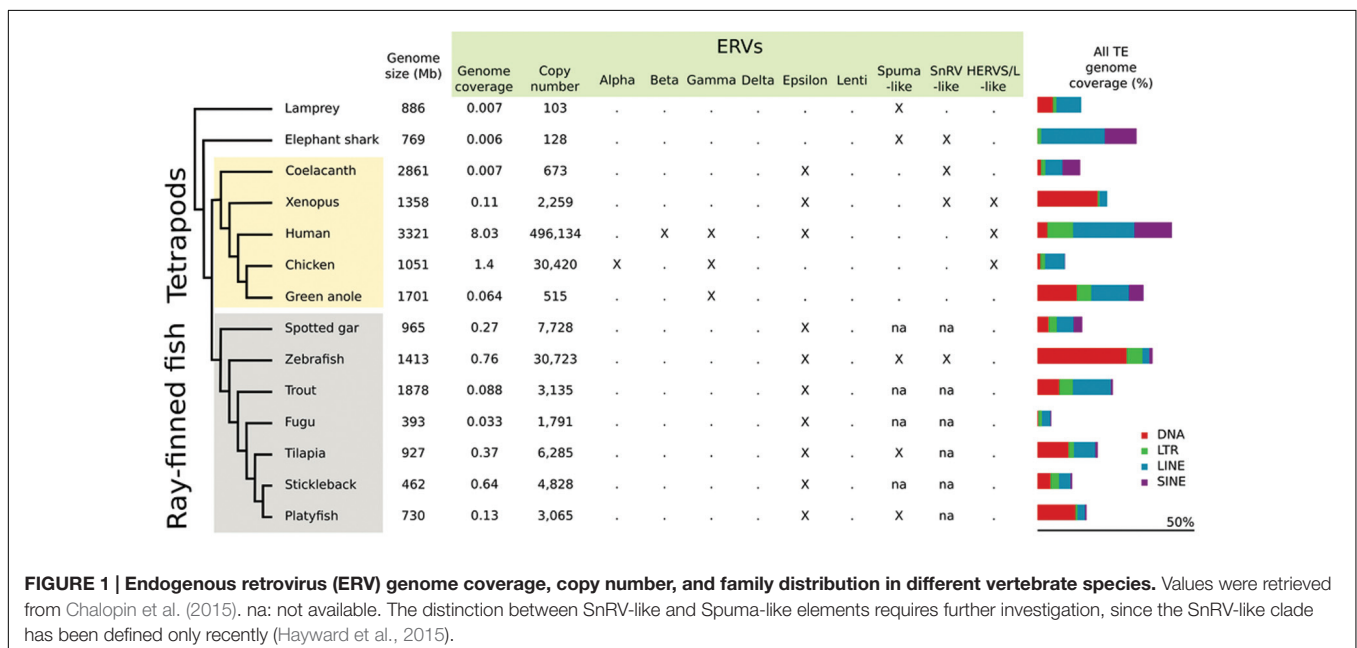 ERVs
All TE
genome
coverage (%)
Genome
size (Mb)
Genome
coverage
Copy
number
Alpha
Beta
Gamma
Delta
Epsilon
Lenti
Spuma
-like
SnRV
-like
HERVS/L
-like
Tetrapods
Ray-finned fish
Lamprey 886 0.007 103 . . . . . . X . .
Elephant shark 769 0.006 128 . . . . . . X X .
Coelacanth 2861 0.007 673 . . . . X . . X .
Xenopus 1358 0.11 2,259 . . . . X . . X X
Human 3321 8.03 496,134 . X X . X . . . X
Chicken 1051 1.4 30,420 X . X . . . . . X
Green anole 1701 0.064 515 . . X . . . . . .
Spotted gar 965 0.27 7,728 . . . . X . na na .
Zebrafish 1413 0.76 30,723 . . . . X . X X .
Trout 1878 0.088 3,135 . . . . X . na na .
Fugu 393 0.033 1,791 . . . . X . na na .
Tilapia 927 0.37 6,285 . . . . X . X na .
Stickleback 462 0.64 4,828 . . . . X . na na .
Platyfish 730 0.13 3,065 . . . . X . X na .
DNA
LTR
LINE
SINE
50%
FIGURE 1 | Endogenous retrovirus (ERV) genome coverage, copy number, and family distribution in different vertebrate species. Values were retrieved
from Chalopin et al. (2015). na: not available. The distinction between SnRV-like and Spuma-like elements requires further investigation, since the SnRV-like clade
has been defined only recently (Hayward et al., 2015).